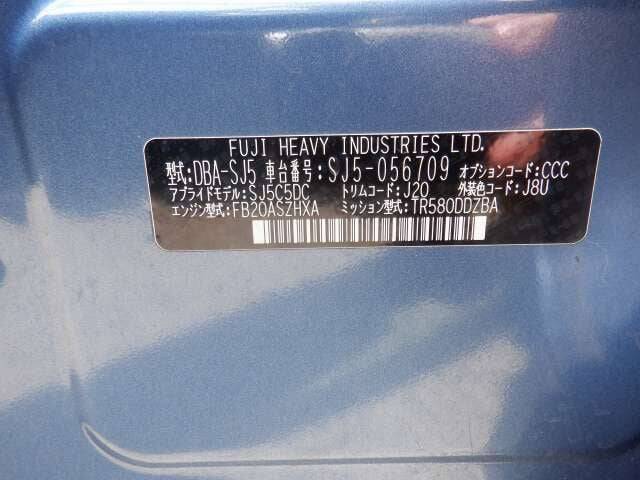 FUJI HEAVY INDUSTRIES LTD.
型式:DBA-SJ5 車台番号:SJ5-056709 オプションコード:CCC
アプライドモデル:SJ5C5DC トリムコード:J20 外装色コード:J8U
エンジン型式:FB20ASZHXA ミッション型式:TR580DDZBA